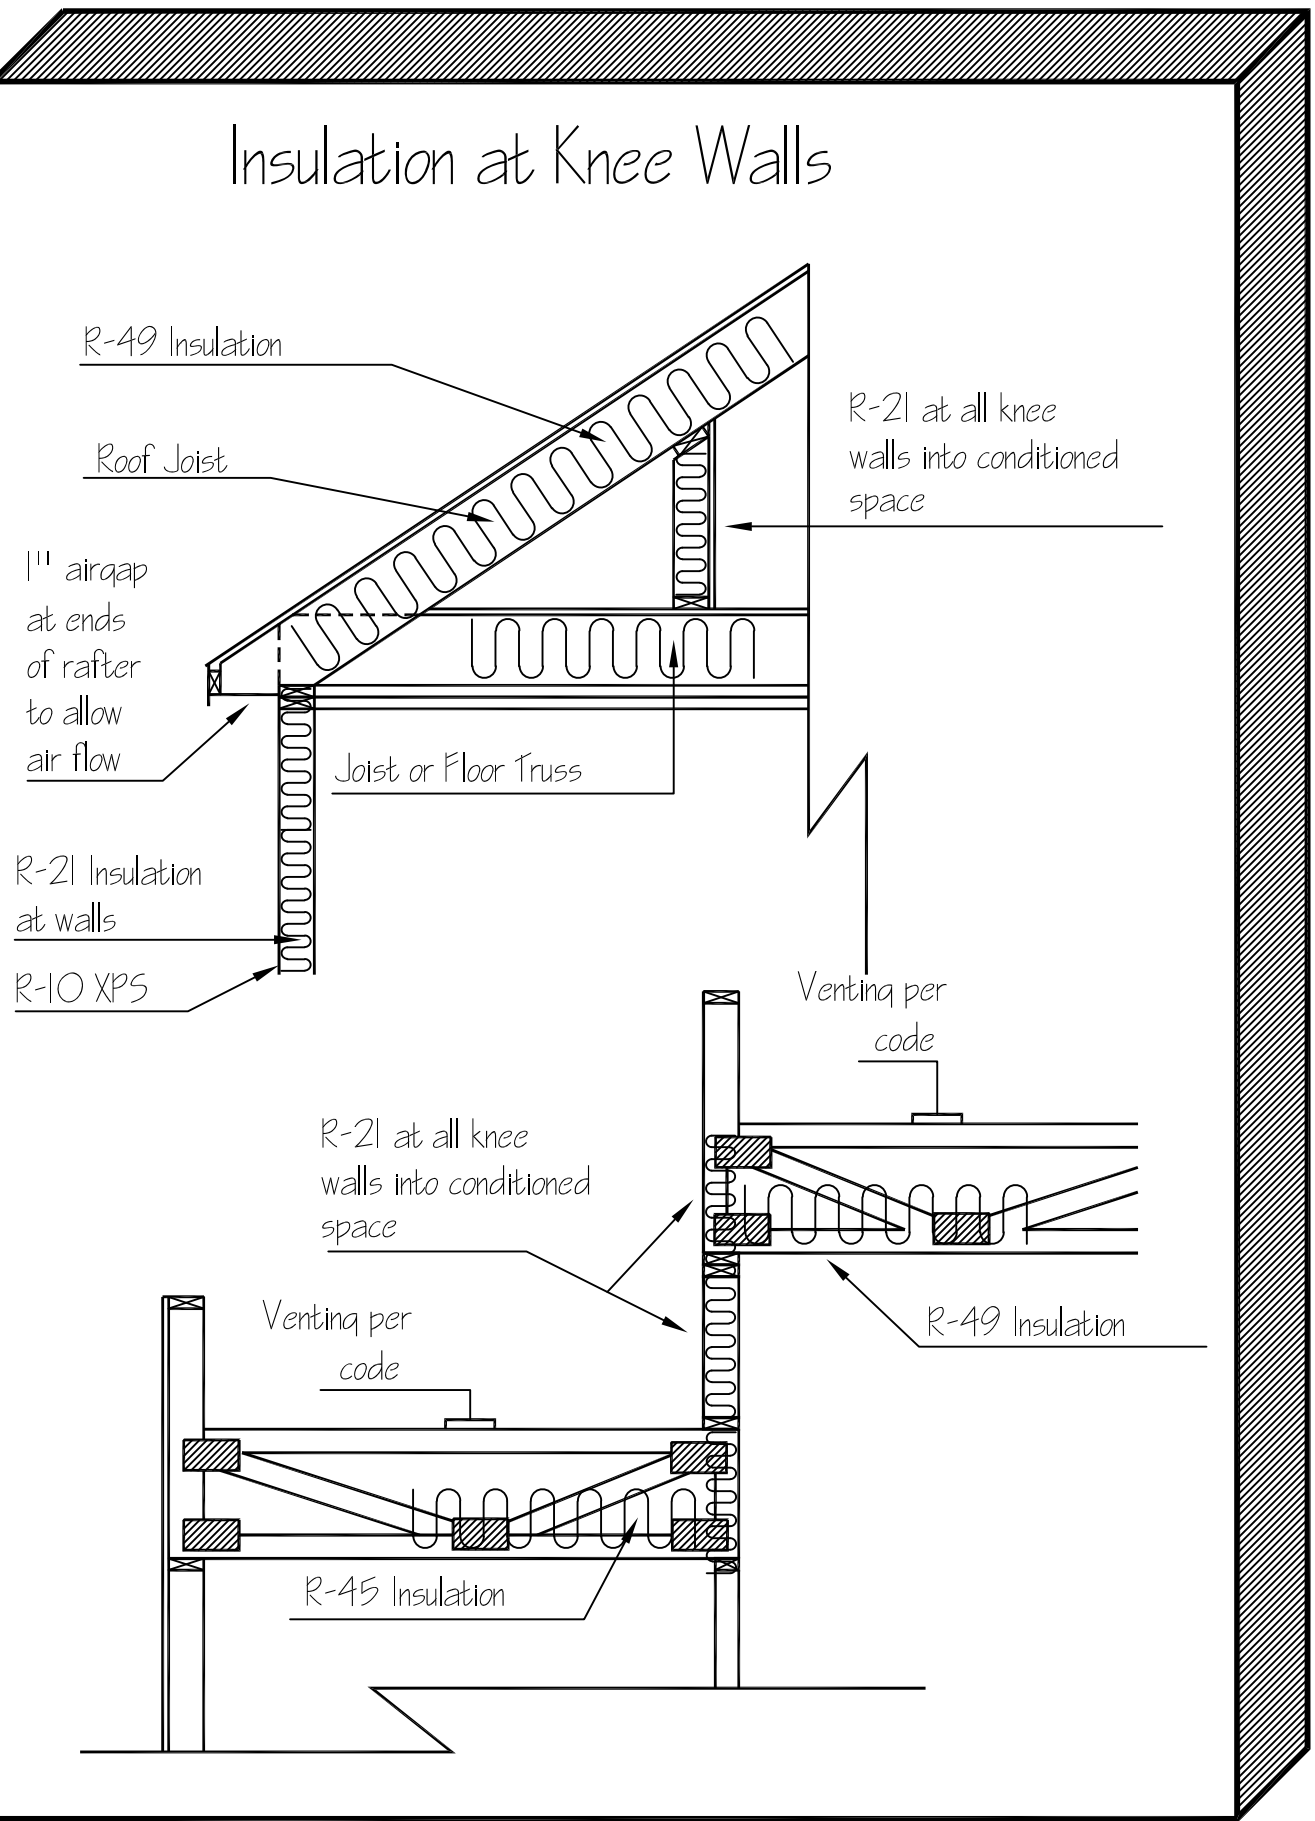 Insulation at Knee Walls
R-49 Insulation
Roof Joist
R-21 at all knee
walls into conditioned
space
1" airgap
at ends
of rafter
to allow
air flow
Joist or Floor Truss
R-21 Insulation
at walls
R-10 XPS
Venting per
code
R-21 at all knee
walls into conditioned
space
Venting per
code
R-49 Insulation
R-45 Insulation